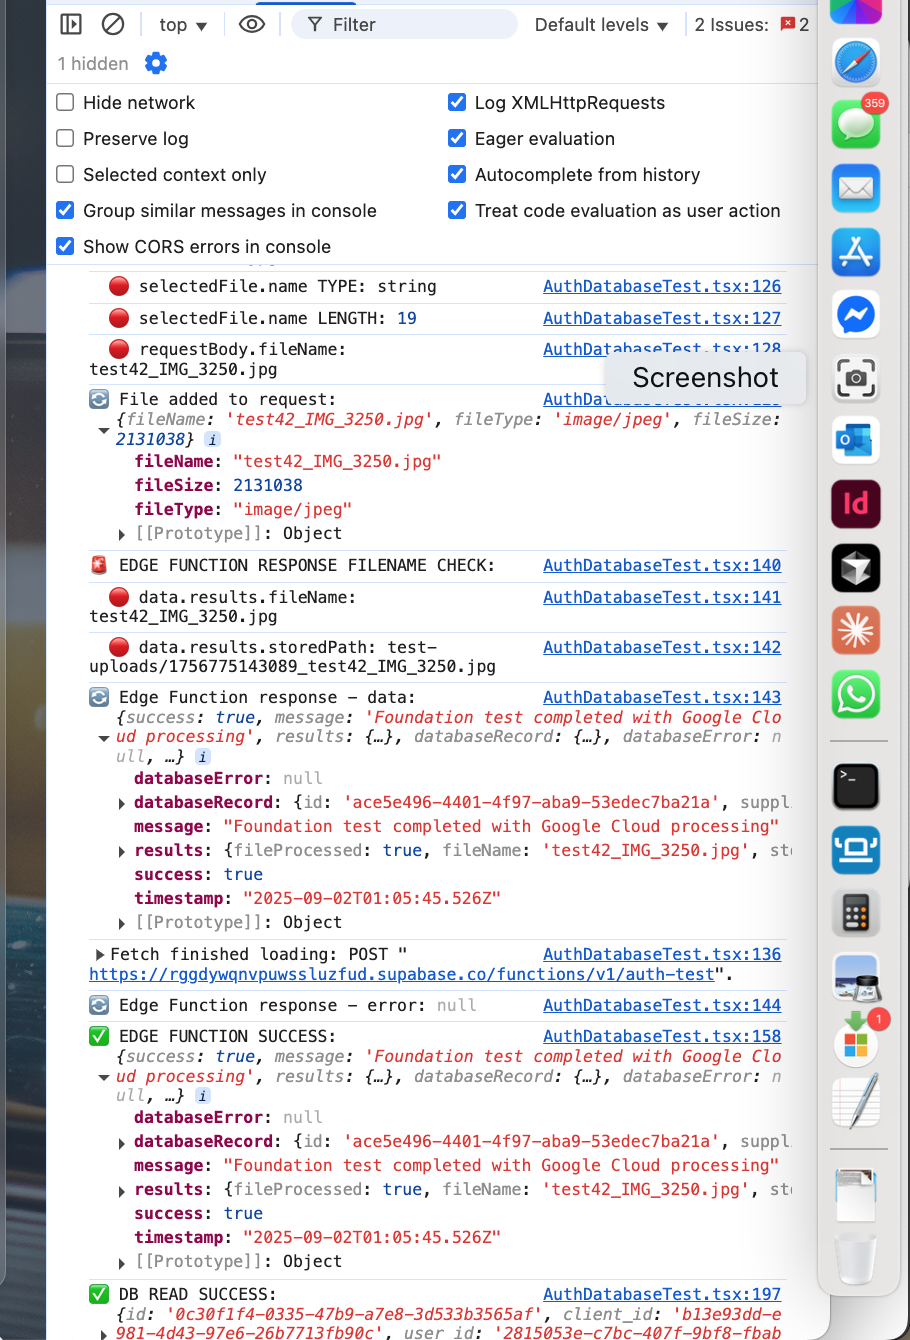 top ▼
Filter
Default levels ▼
2 Issues:
2
1 hidden
Hide network
Log XMLHttpRequests
Preserve log
Eager evaluation
Selected context only
Autocomplete from history
Group similar messages in console
Treat code evaluation as user action
Show CORS errors in console
selectedFile.name TYPE: string AuthDatabaseTest.tsx:126
selectedFile.name LENGTH: 19 AuthDatabaseTest.tsx:127
requestBody.fileName: AuthDatabaseTest.tsx:128
test42_IMG_3250.jpg
File added to request:
{fileName: 'test42_IMG_3250.jpg', fileType: 'image/jpeg', fileSize:
2131038} i
fileName: "test42_IMG_3250.jpg"
fileSize: 2131038
fileType: "image/jpeg"
[[Prototype]]: Object
EDGE FUNCTION RESPONSE FILENAME CHECK: AuthDatabaseTest.tsx:140
data.results.fileName: AuthDatabaseTest.tsx:141
test42_IMG_3250.jpg
data.results.storedPath: test- AuthDatabaseTest.tsx:142
uploads/1756775143089_test42_IMG_3250.jpg
Edge Function response – data: AuthDatabaseTest.tsx:143
{success: true, message: 'Foundation test completed with Google Clo
ud processing', results: {…}, databaseRecord: {…}, databaseError: n
ull, …} i
databaseError: null
databaseRecord: {id: 'ace5e496-4401-4f97-aba9-53edec7ba21a', suppl
message: "Foundation test completed with Google Cloud processing"
results: {fileProcessed: true, fileName: 'test42_IMG_3250.jpg', sto
success: true
timestamp: "2025-09-02T01:05:45.526Z"
[[Prototype]]: Object
Fetch finished loading: POST " AuthDatabaseTest.tsx:136
https://rggdywqnvpuwssluzfud.supabase.co/functions/v1/auth-test".
Edge Function response – error: null AuthDatabaseTest.tsx:144
EDGE FUNCTION SUCCESS: AuthDatabaseTest.tsx:158
{success: true, message: 'Foundation test completed with Google Clo
ud processing', results: {…}, databaseRecord: {…}, databaseError: n
ull, …} i
databaseError: null
databaseRecord: {id: 'ace5e496-4401-4f97-aba9-53edec7ba21a', suppl
message: "Foundation test completed with Google Cloud processing"
results: {fileProcessed: true, fileName: 'test42_IMG_3250.jpg', sto
success: true
timestamp: "2025-09-02T01:05:45.526Z"
[[Prototype]]: Object
DB READ SUCCESS: AuthDatabaseTest.tsx:197
{id: '0c30f1f4-0335-47b9-a7e8-3d533b3565af', client_id: 'b13e93dd-e
981-4d43-97e6-26b7713fb90c', user_id: '2815053e-c7bc-407f-9bf8-fbab
Screenshot
359
Id
1